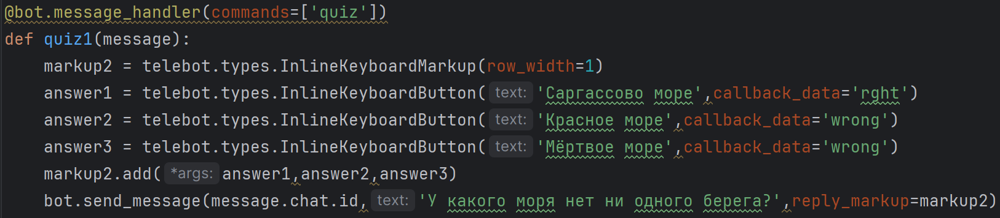 @bot.message_handler(commands=['quiz'])
def quiz1(message):
    markup2 = telebot.types.InlineKeyboardMarkup(row_width=1)
    answer1 = telebot.types.InlineKeyboardButton( text: 'Саргассово море',callback_data='rght')
    answer2 = telebot.types.InlineKeyboardButton( text: 'Красное море',callback_data='wrong')
    answer3 = telebot.types.InlineKeyboardButton( text: 'Мёртвое море',callback_data='wrong')
    markup2.add( *args: answer1,answer2,answer3)
    bot.send_message(message.chat.id, text: 'У какого моря нет ни одного берега?',reply_markup=markup2)